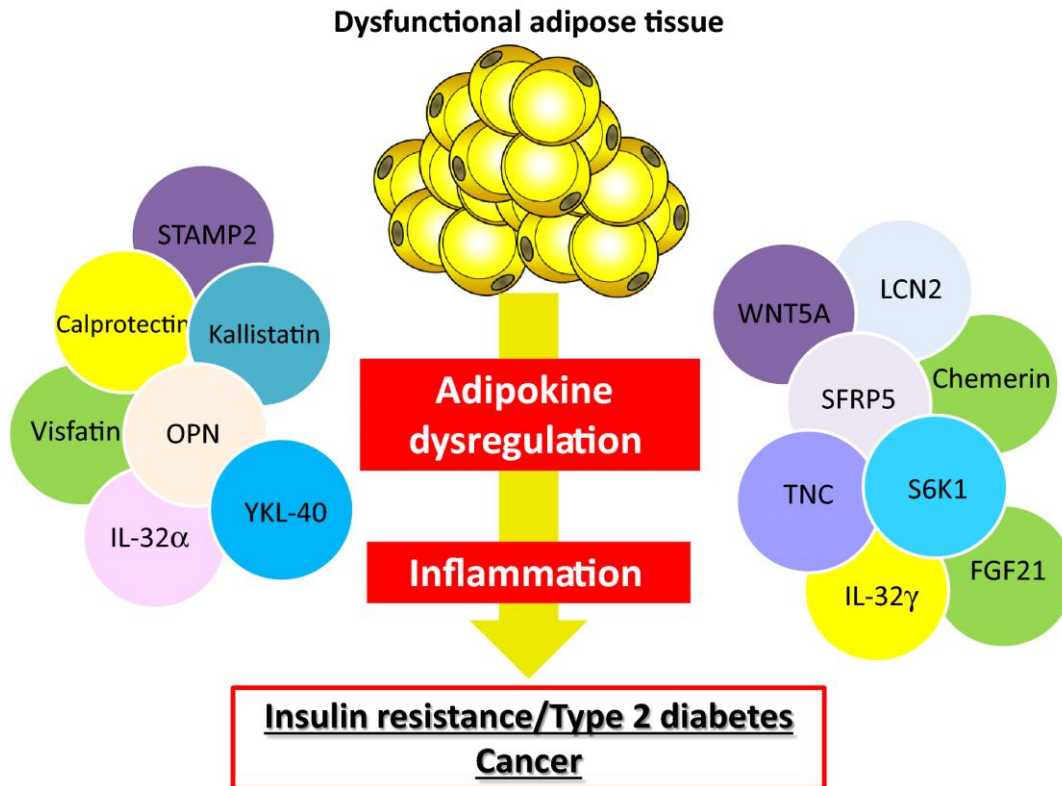 Dysfunctional adipose tissue
STAMP2
Calprotectin
Kallistatin
Visfatin
OPN
YKL-40
IL-32α
Adipokine
dysregulation
Inflammation
WNT5A
LCN2
SFRP5
Chemerin
TNC
S6K1
IL-32γ
FGF21
Insulin resistance/Type 2 diabetes
Cancer